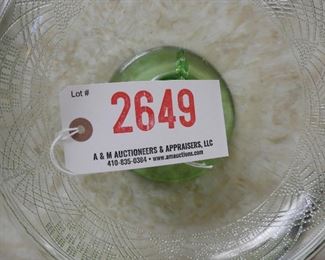 Lot #
2649
A & M AUCTIONEERS & APPRAISERS, LLC
410-835-0384 • www.amauctions.com